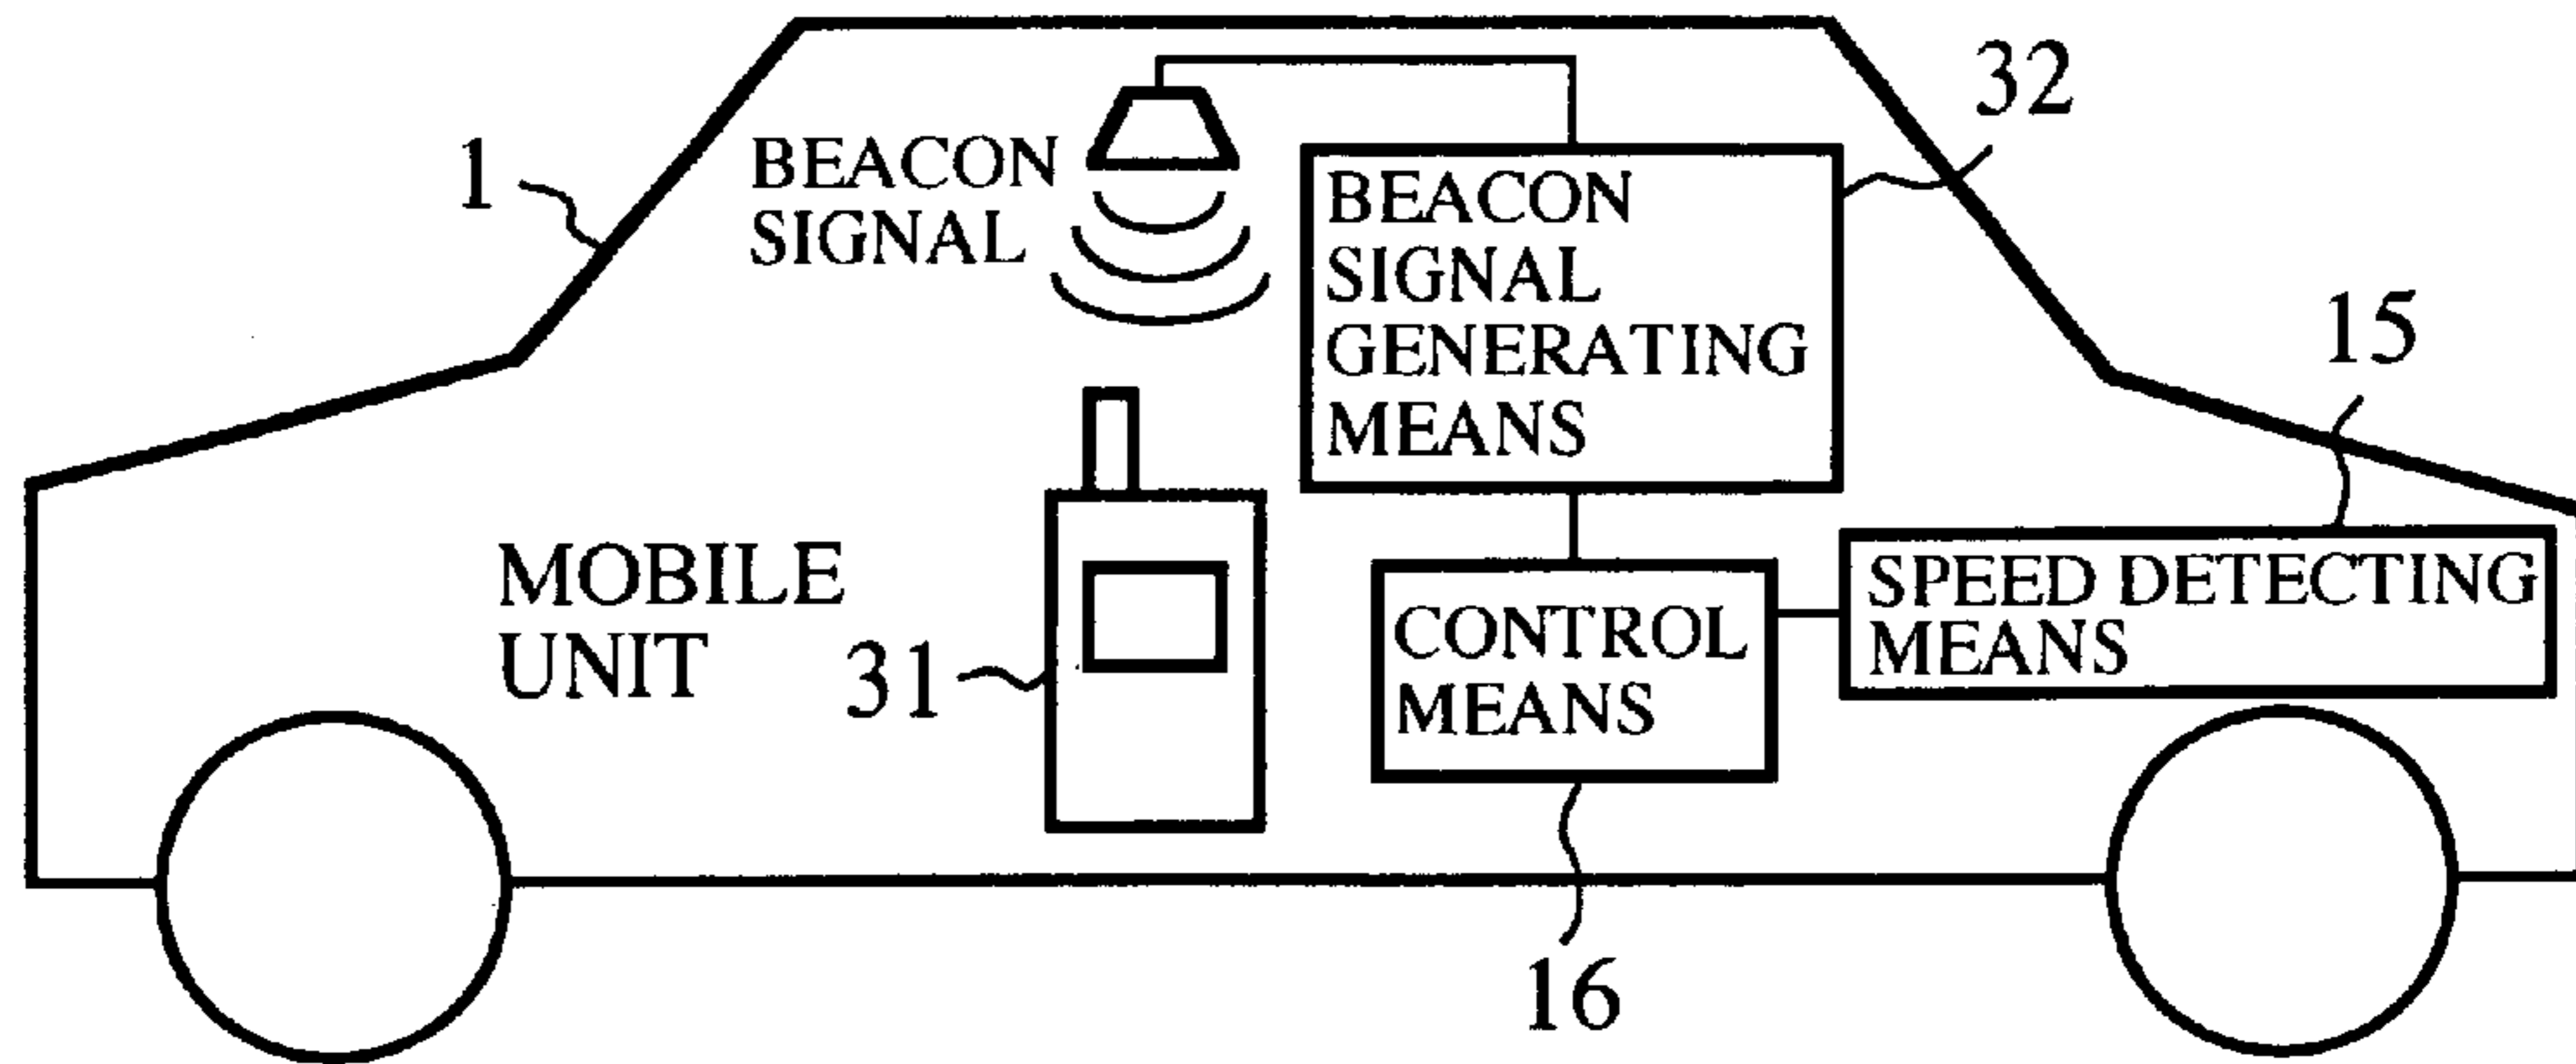 32
1
BEACON
SIGNAL
BEACON
SIGNAL
GENERATING
MEANS
15
MOBILE
UNIT
31
CONTROL
MEANS
SPEED DETECTING
MEANS
16